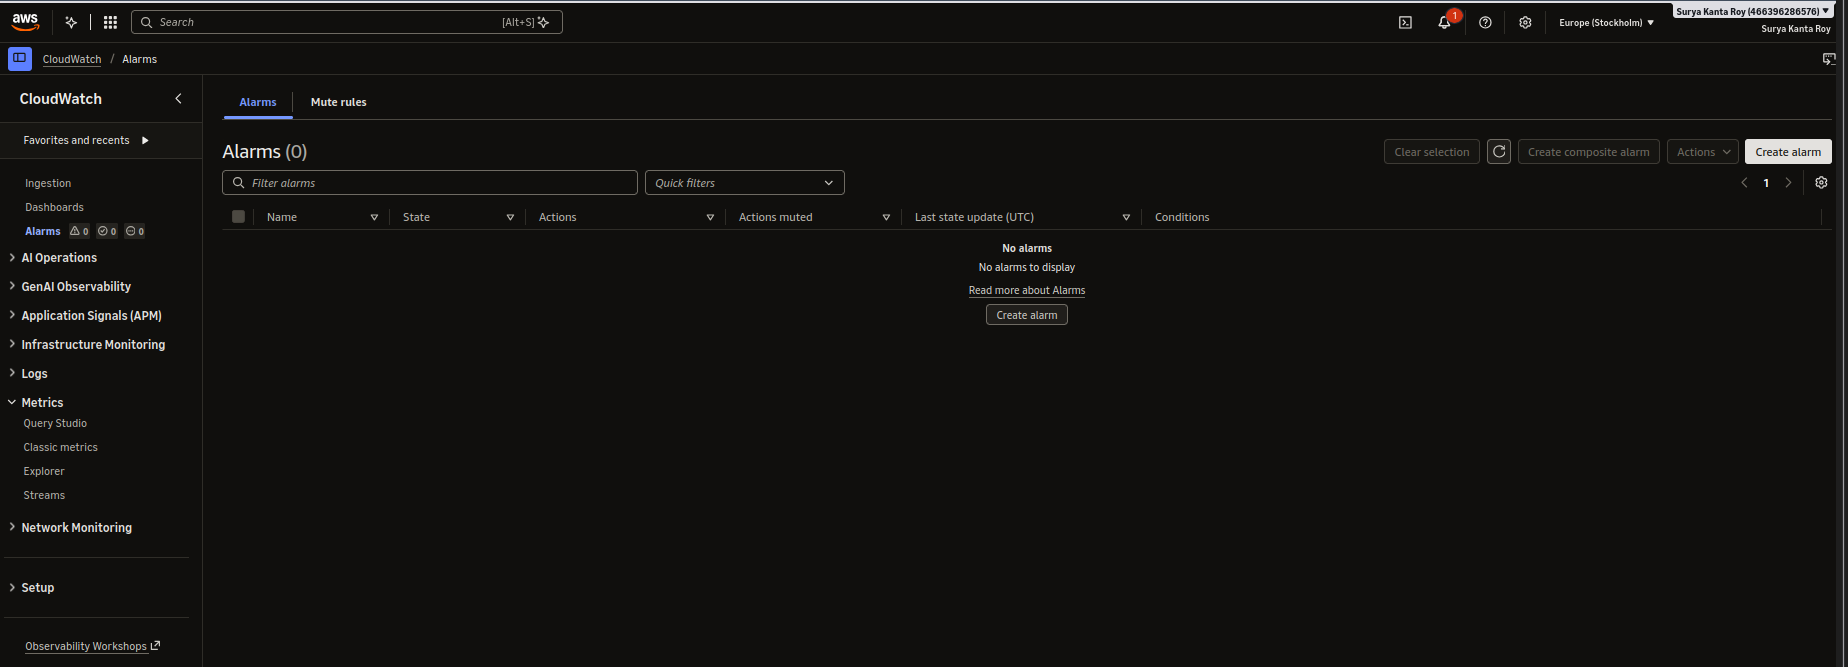 aws
Search [Alt+S]
1
Europe (Stockholm)
Surya Kanta Roy (466396286576)
Surya Kanta Roy
CloudWatch / Alarms
CloudWatch
Favorites and recents
Ingestion
Dashboards
Alarms 0 0 0
AI Operations
GenAI Observability
Application Signals (APM)
Infrastructure Monitoring
Logs
Metrics
Query Studio
Classic metrics
Explorer
Streams
Network Monitoring
Setup
Observability Workshops
Alarms Mute rules
Alarms (0)
Clear selection Create composite alarm Actions Create alarm
Filter alarms Quick filters
1
Name State Actions Actions muted Last state update (UTC) Conditions
No alarms
No alarms to display
Read more about Alarms
Create alarm